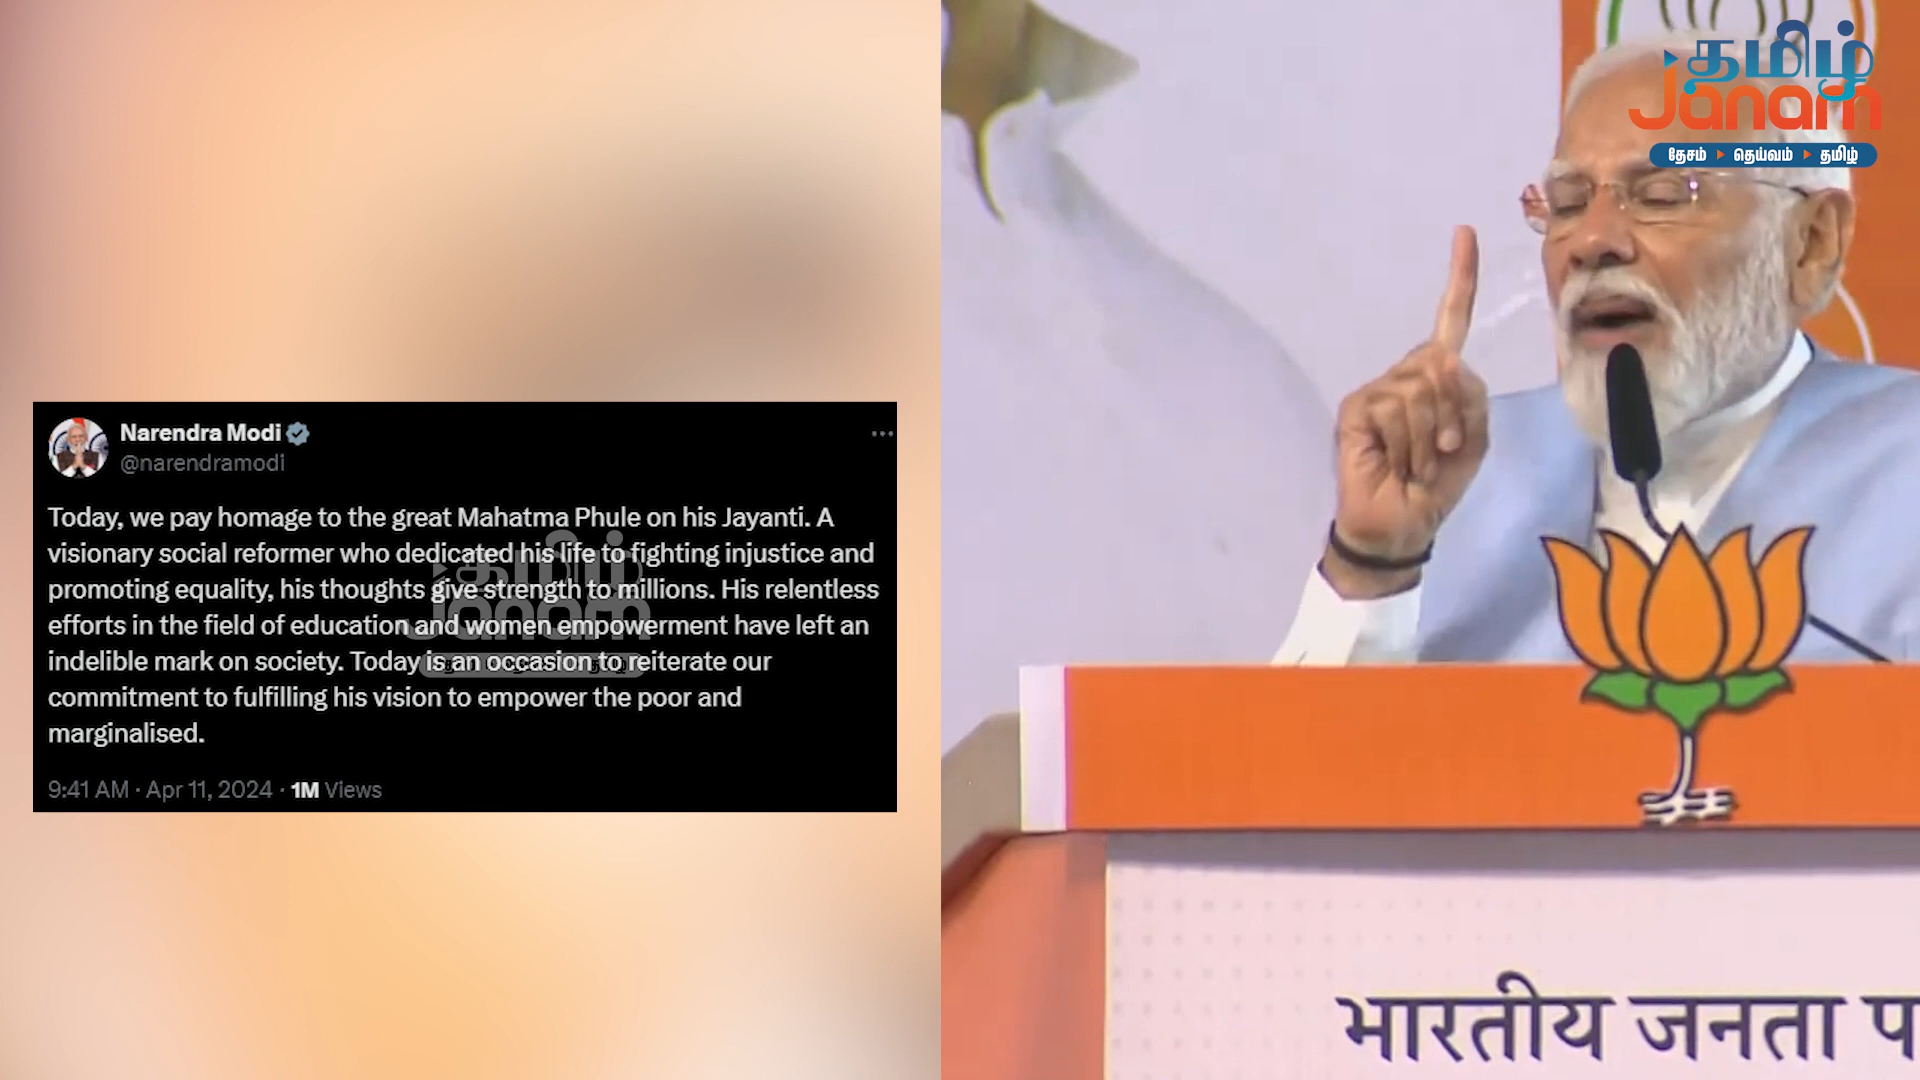 Narendra Modi
@narendramodi
Today, we pay homage to the great Mahatma Phule on his Jayanti. A
visionary social reformer who dedicated his life to fighting injustice and
promoting equality, his thoughts give strength to millions. His relentless
efforts in the field of education and women empowerment have left an
indelible mark on society. Today is an occasion to reiterate our
commitment to fulfilling his vision to empower the poor and
marginalised.
9:41 AM · Apr 11, 2024 · 1M Views
தமிழ்
Janam
தமிழ்
Janam
தேசம் தெய்வம் தமிழ்
भारतीय जनता प